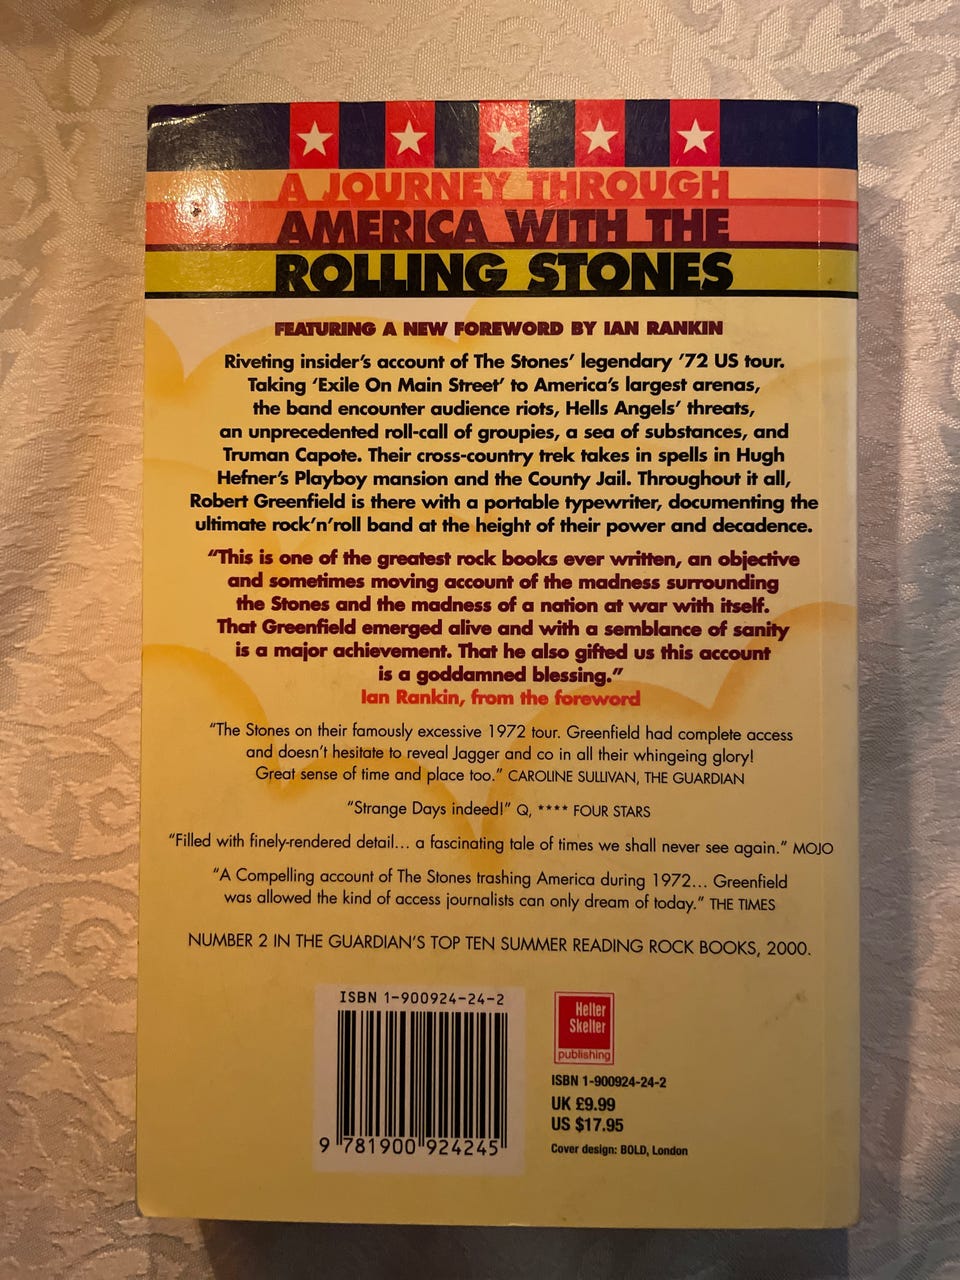 A JOURNEY THROUGH
AMERICA WITH THE
ROLLING STONES
FEATURING A NEW FOREWORD BY IAN RANKIN
Riveting insider's account of The Stones' legendary '72 US tour.
Taking 'Exile On Main Street' to America's largest arenas,
the band encounter audience riots, Hells Angels' threats,
an unprecedented roll-call of groupies, a sea of substances, and
Truman Capote. Their cross-country trek takes in spells in Hugh
Hefner's Playboy mansion and the County Jail. Throughout it all,
Robert Greenfield is there with a portable typewriter, documenting the
ultimate rock'n'roll band at the height of their power and decadence.
"This is one of the greatest rock books ever written, an objective
and sometimes moving account of the madness surrounding
the Stones and the madness of a nation at war with itself.
That Greenfield emerged alive and with a semblance of sanity
is a major achievement. That he also gifted us this account
is a goddamned blessing."
Ian Rankin, from the foreword
"The Stones on their famously excessive 1972 tour. Greenfield had complete access
and doesn't hesitate to reveal Jagger and co in all their whingeing glory!
Great sense of time and place too." CAROLINE SULLIVAN, THE GUARDIAN
"Strange Days indeed!" Q, **** FOUR STARS
"Filled with finely-rendered detail... a fascinating tale of times we shall never see again." MOJO
"A Compelling account of The Stones trashing America during 1972... Greenfield
was allowed the kind of access journalists can only dream of today." THE TIMES
NUMBER 2 IN THE GUARDIAN'S TOP TEN SUMMER READING ROCK BOOKS, 2000.
ISBN 1-900924-24-2
9 781900 924245
Helter
Skelter
publishing
ISBN 1-900924-24-2
UK £9.99
US $17.95
Cover design: BOLD, London